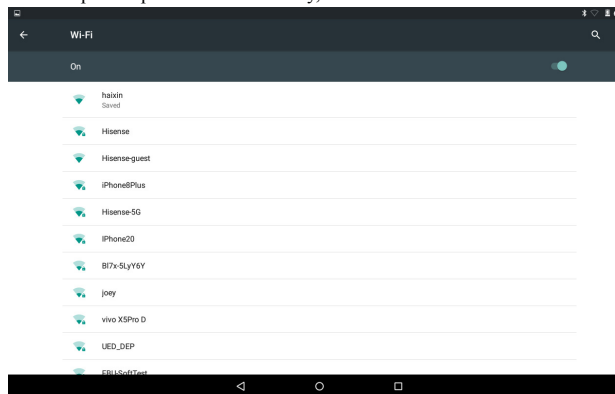 Wi-Fi
On
haixin
Saved
Hisense
Hisense-guest
iPhone8Plus
Hisense-5G
IPhone20
Bl7x-5LyY6Y
joey
vivo X5Pro D
UED_DEP